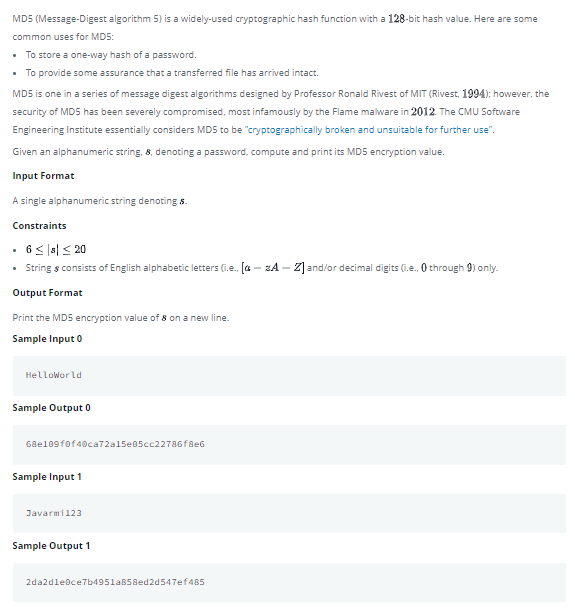 MD5 (Message-Digest algorithm 5) is a widely-used cryptographic hash function with a 128-bit hash value. Here are some
common uses for MD5:
• To store a one-way hash of a password.
• To provide some assurance that a transferred file has arrived intact.
MD5 is one in a series of message digest algorithms designed by Professor Ronald Rivest of MIT (Rivest, 1994); however, the
security of MD5 has been severely compromised, most infamously by the Flame malware in 2012. The CMU Software
Engineering Institute essentially considers MD5 to be "cryptographically broken and unsuitable for further use".
Given an alphanumeric string, s, denoting a password, compute and print its MD5 encryption value.
Input Format
A single alphanumeric string denoting s.
Constraints
• 6 ≤ |s| ≤ 20
• String s consists of English alphabetic letters (i.e., [a − zA − Z] and/or decimal digits (i.e., 0 through 9) only.
Output Format
Print the MD5 encryption value of s on a new line.
Sample Input 0
HelloWorld
Sample Output 0
68e109f0f40ca72a15e05cc22786f8e6
Sample Input 1
Javarmi123
Sample Output 1
2da2d1e0ce7b4951a858ed2d547ef485